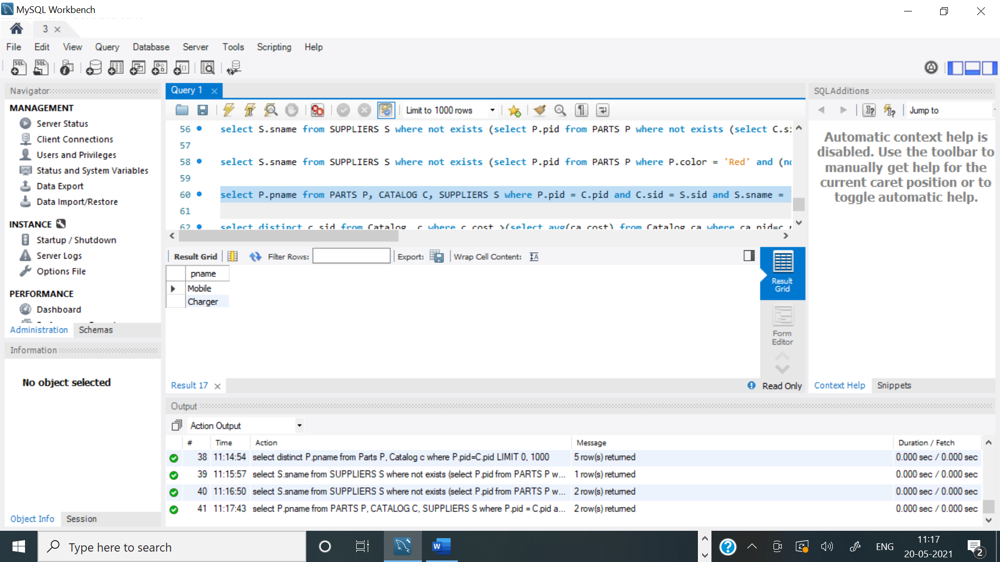 MySQL Workbench
3
File Edit View Query Database Server Tools Scripting Help
Navigator
MANAGEMENT
Server Status
Client Connections
Users and Privileges
Status and System Variables
Data Export
Data Import/Restore
INSTANCE
Startup / Shutdown
Server Logs
Options File
PERFORMANCE
Dashboard
Administration Schemas
Information
No object selected
Object Info Session
Query 1
Limit to 1000 rows
56 select S.sname from SUPPLIERS S where not exists (select P.pid from PARTS P where not exists (select C.si
57
58 select S.sname from SUPPLIERS S where not exists (select P.pid from PARTS P where P.color = 'Red' and (no
59
60 select P.pname from PARTS P, CATALOG C, SUPPLIERS S where P.pid = C.pid and C.sid = S.sid and S.sname =
61
62 select distinct c.sid from Catalog c where c.cost >(select avg(ca.cost) from Catalog ca where ca.pid=c.
Result Grid Filter Rows: Export: Wrap Cell Content:
pname
Mobile
Charger
Result Grid
Form Editor
Result 17
Read Only
SQLAdditions
Jump to
Automatic context help is
disabled. Use the toolbar to
manually get help for the
current caret position or to
toggle automatic help.
Context Help Snippets
Output
Action Output
# Time Action Message Duration / Fetch
38 11:14:54 select distinct P.pname from Parts P, Catalog c where P.pid=C.pid LIMIT 0, 1000 5 row(s) returned 0.000 sec / 0.000 sec
39 11:15:57 select S.sname from SUPPLIERS S where not exists (select P.pid from PARTS P w... 1 row(s) returned 0.000 sec / 0.000 sec
40 11:16:50 select S.sname from SUPPLIERS S where not exists (select P.pid from PARTS P w... 2 row(s) returned 0.000 sec / 0.000 sec
41 11:17:43 select P.pname from PARTS P, CATALOG C, SUPPLIERS S where P.pid = C.pid a... 2 row(s) returned 0.000 sec / 0.000 sec
Type here to search
ENG
11:17
20-05-2021
2